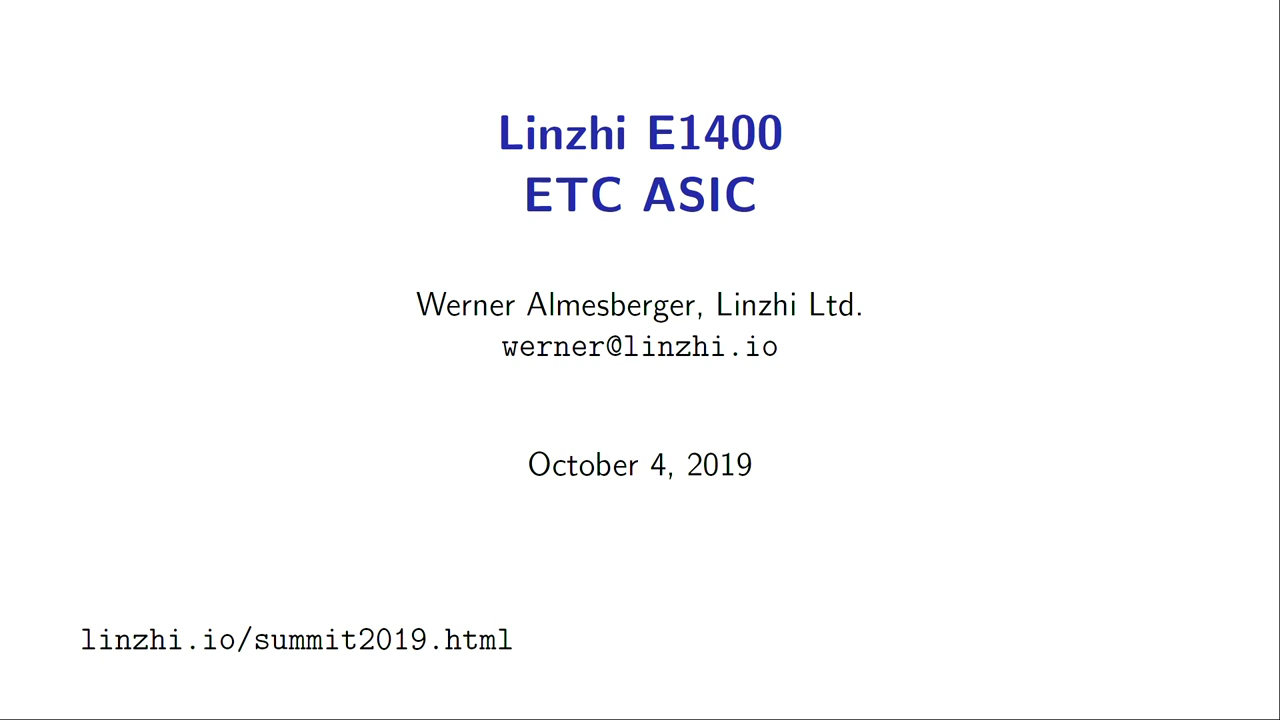 Linzhi E1400
ETC ASIC
Werner Almesberger, Linzhi Ltd.
werner@linzhi.io
October 4, 2019
linzhi.io/summit2019.html